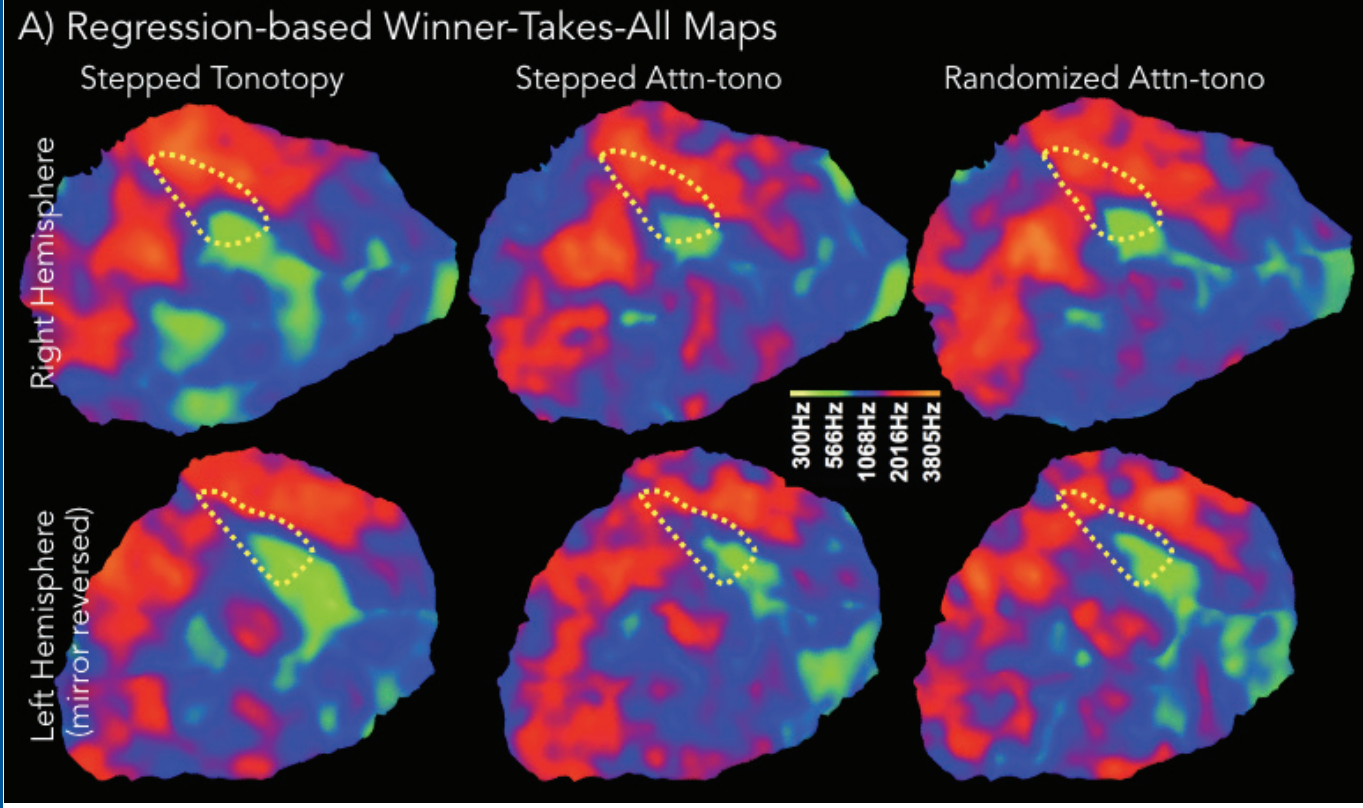 A) Regression-based Winner-Takes-All Maps
Stepped Tonotopy
Stepped Attn-tono
Randomized Attn-tono
Right Hemisphere
300Hz
566Hz
1068Hz
2016Hz
3805Hz
Left Hemisphere
(mirror reversed)